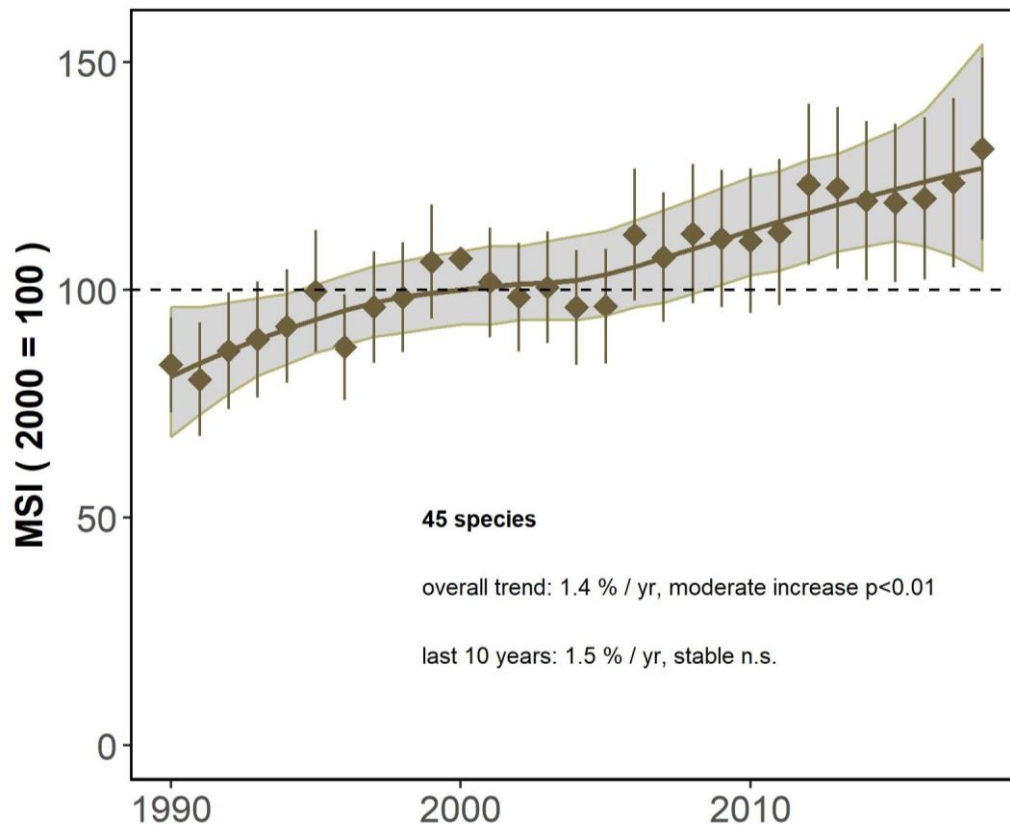 150
100
50
0
MSI ( 2000 = 100 )
45 species
overall trend: 1.4 % / yr, moderate increase p<0.01
last 10 years: 1.5 % / yr, stable n.s.
1990 2000 2010